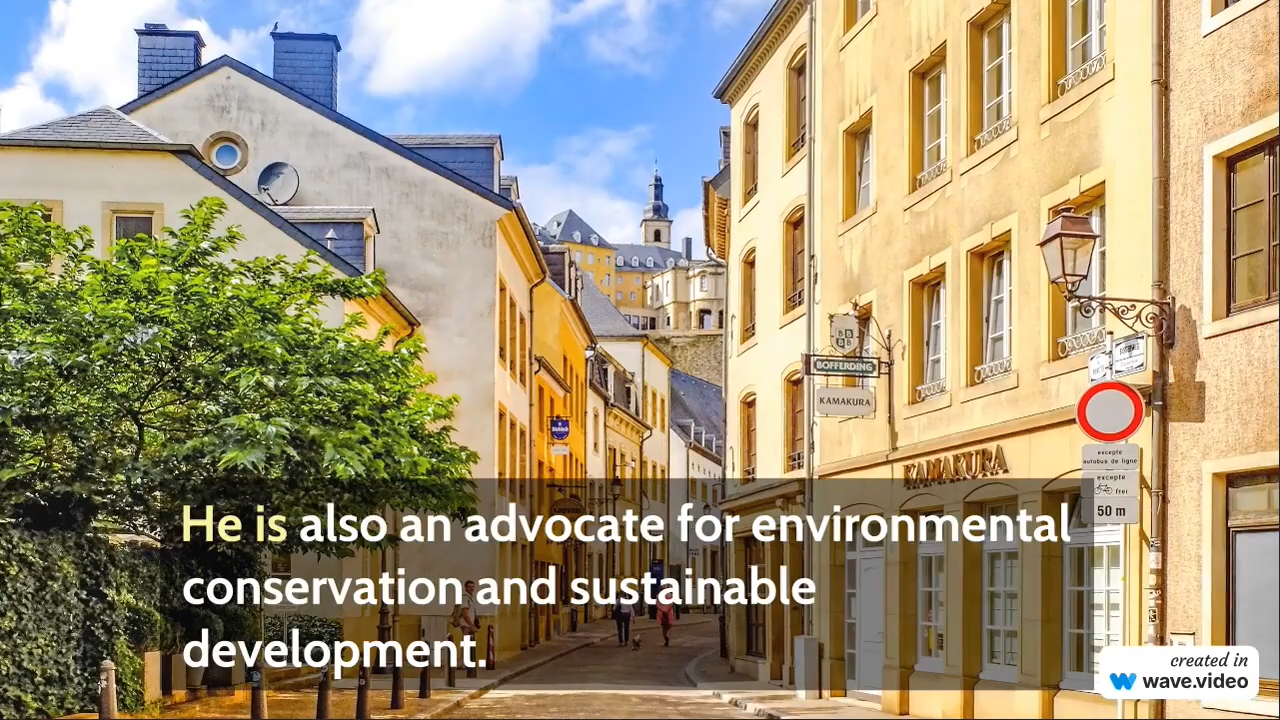 BOFFERDING
KAMAKURA
KAMAKURA
excepté
autobus de ligne
excepté
frei
50 m
He is also an advocate for environmental
conservation and sustainable
development.
created in
wave.video